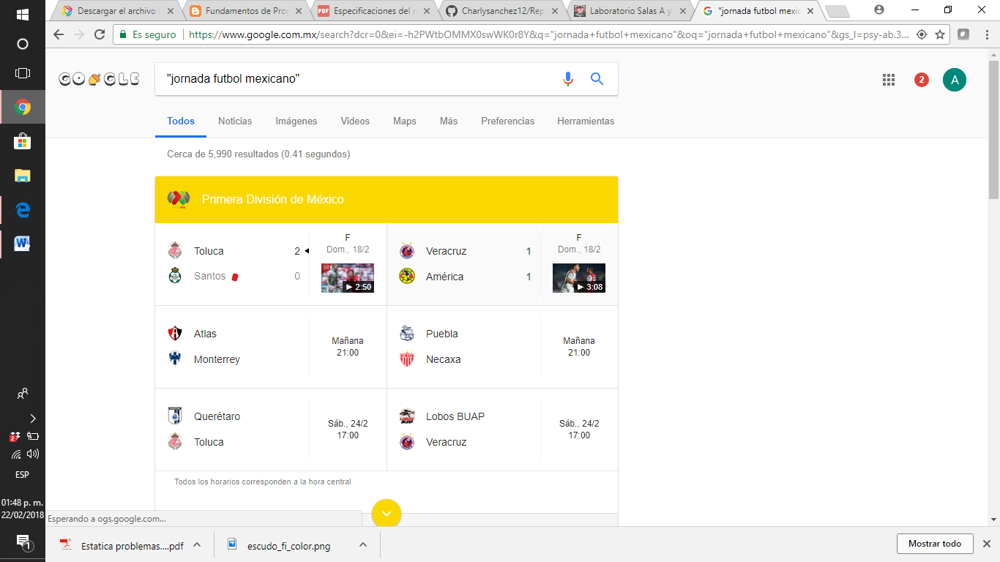 Descargar el archivo
Fundamentos de Prog
Especificaciones del r
Charlysanchez12/Rep
Laboratorio Salas A y
"jornada futbol mexic
Es seguro
https://www.google.com.mx/search?dcr=0&ei=-h2PWtbOMMX0swWK0r8Y&q="jornada+futbol+mexicano"&oq="jornada+futbol+mexicano"&gs_l=psy-ab.3...
GOOGLE
"jornada futbol mexicano"
2
A
Todos
Noticias
Imágenes
Videos
Maps
Más
Preferencias
Herramientas
Cerca de 5,990 resultados (0.41 segundos)
Primera División de México
Toluca 2
Santos 0
F
Dom., 18/2
2:50
Veracruz 1
América 1
F
Dom., 18/2
3:08
Atlas
Monterrey
Mañana
21:00
Puebla
Necaxa
Mañana
21:00
Querétaro
Toluca
Sáb., 24/2
17:00
Lobos BUAP
Veracruz
Sáb., 24/2
17:00
Todos los horarios corresponden a la hora central
Esperando a ogs.google.com...
Estatica problemas....pdf
escudo_fi_color.png
Mostrar todo
2
ESP
01:48 p. m.
22/02/2018
1